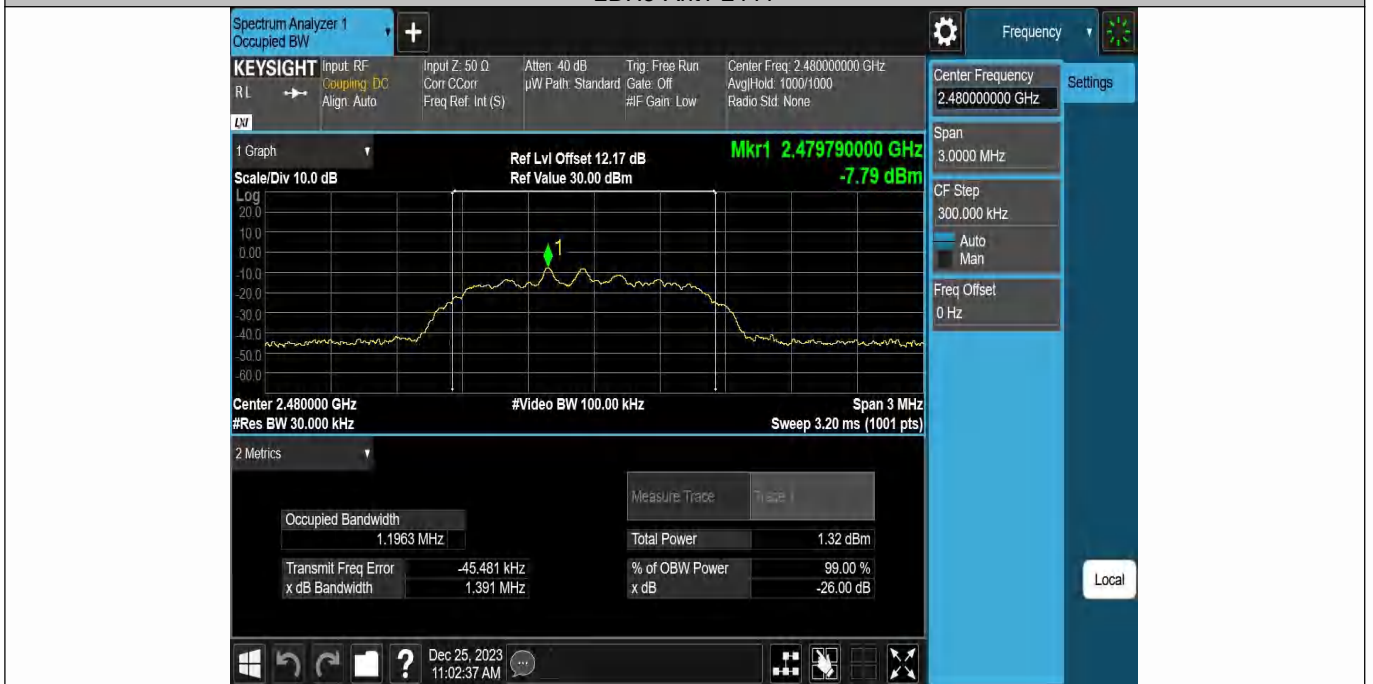 Spectrum Analyzer 1
Occupied BW
+
Frequency
KEYSIGHT
Input: RF
Coupling: DC
Align: Auto
RL
LXI
Input Z: 50 Ω
Corr CCorr
Freq Ref: Int (S)
Atten: 40 dB
µW Path: Standard
Trig: Free Run
Gate: Off
#IF Gain: Low
Center Freq: 2.480000000 GHz
Avg|Hold: 1000/1000
Radio Std: None
Center Frequency
2.480000000 GHz
Settings
Span
3.0000 MHz
CF Step
300.000 kHz
Auto
Man
Freq Offset
0 Hz
Local
1 Graph
Scale/Div 10.0 dB
Ref Lvl Offset 12.17 dB
Ref Value 30.00 dBm
Mkr1 2.479790000 GHz
-7.79 dBm
Log
20.0
10.0
0.00
-10.0
-20.0
-30.0
-40.0
-50.0
-60.0
1
Center 2.480000 GHz
#Video BW 100.00 kHz
Span 3 MHz
#Res BW 30.000 kHz
Sweep 3.20 ms (1001 pts)
2 Metrics
Measure Trace
Trace 1
Occupied Bandwidth
1.1963 MHz
Total Power
1.32 dBm
Transmit Freq Error
-45.481 kHz
% of OBW Power
99.00 %
x dB Bandwidth
1.391 MHz
x dB
-26.00 dB
?
Dec 25, 2023
11:02:37 AM